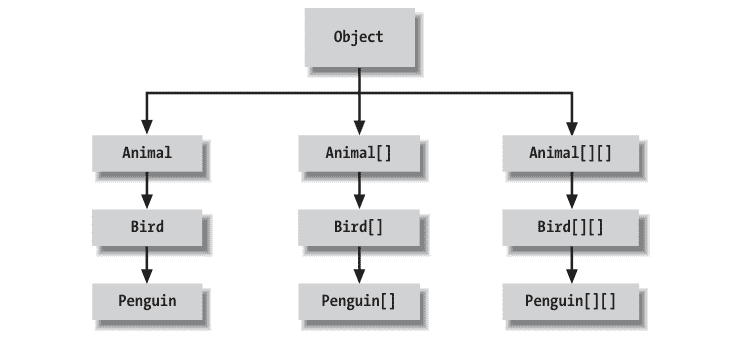 Object
Animal
Animal[]
Animal[][]
Bird
Bird[]
Bird[][]
Penguin
Penguin[]
Penguin[][]